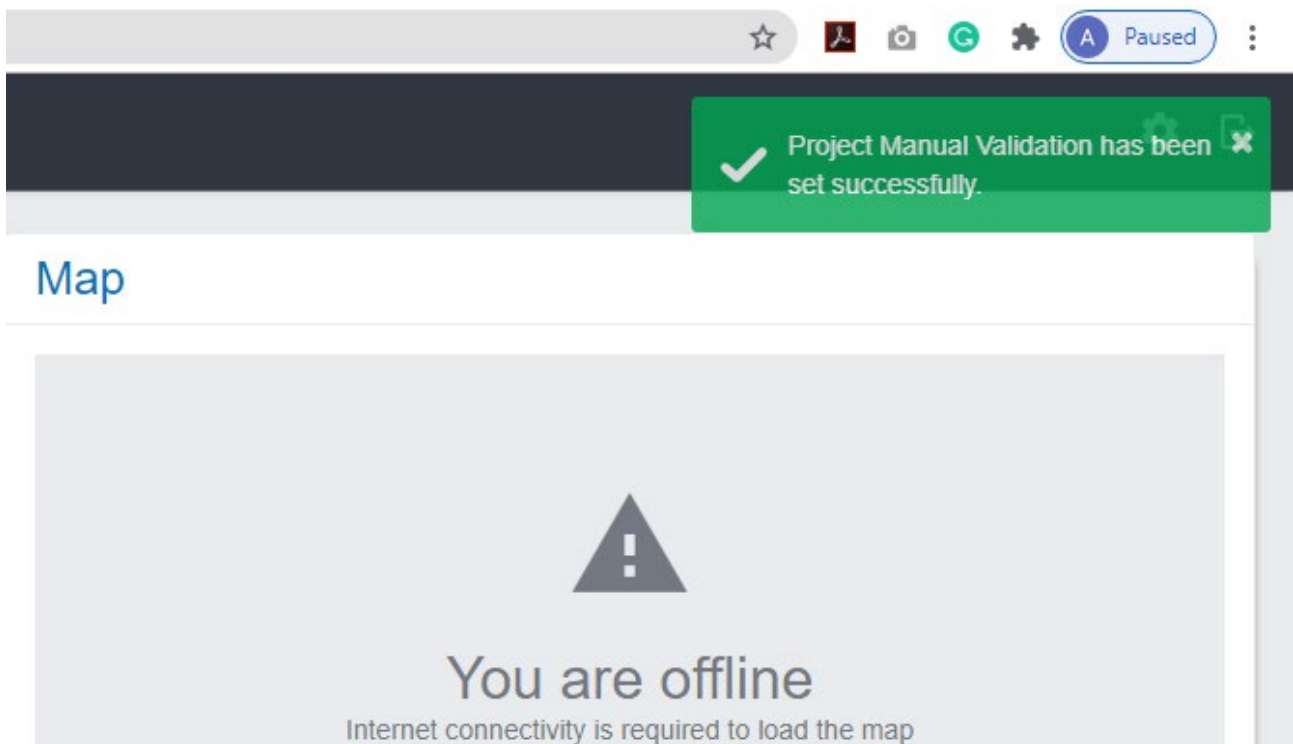 A Paused
Project Manual Validation has been
set successfully.
Map
You are offline
Internet connectivity is required to load the map